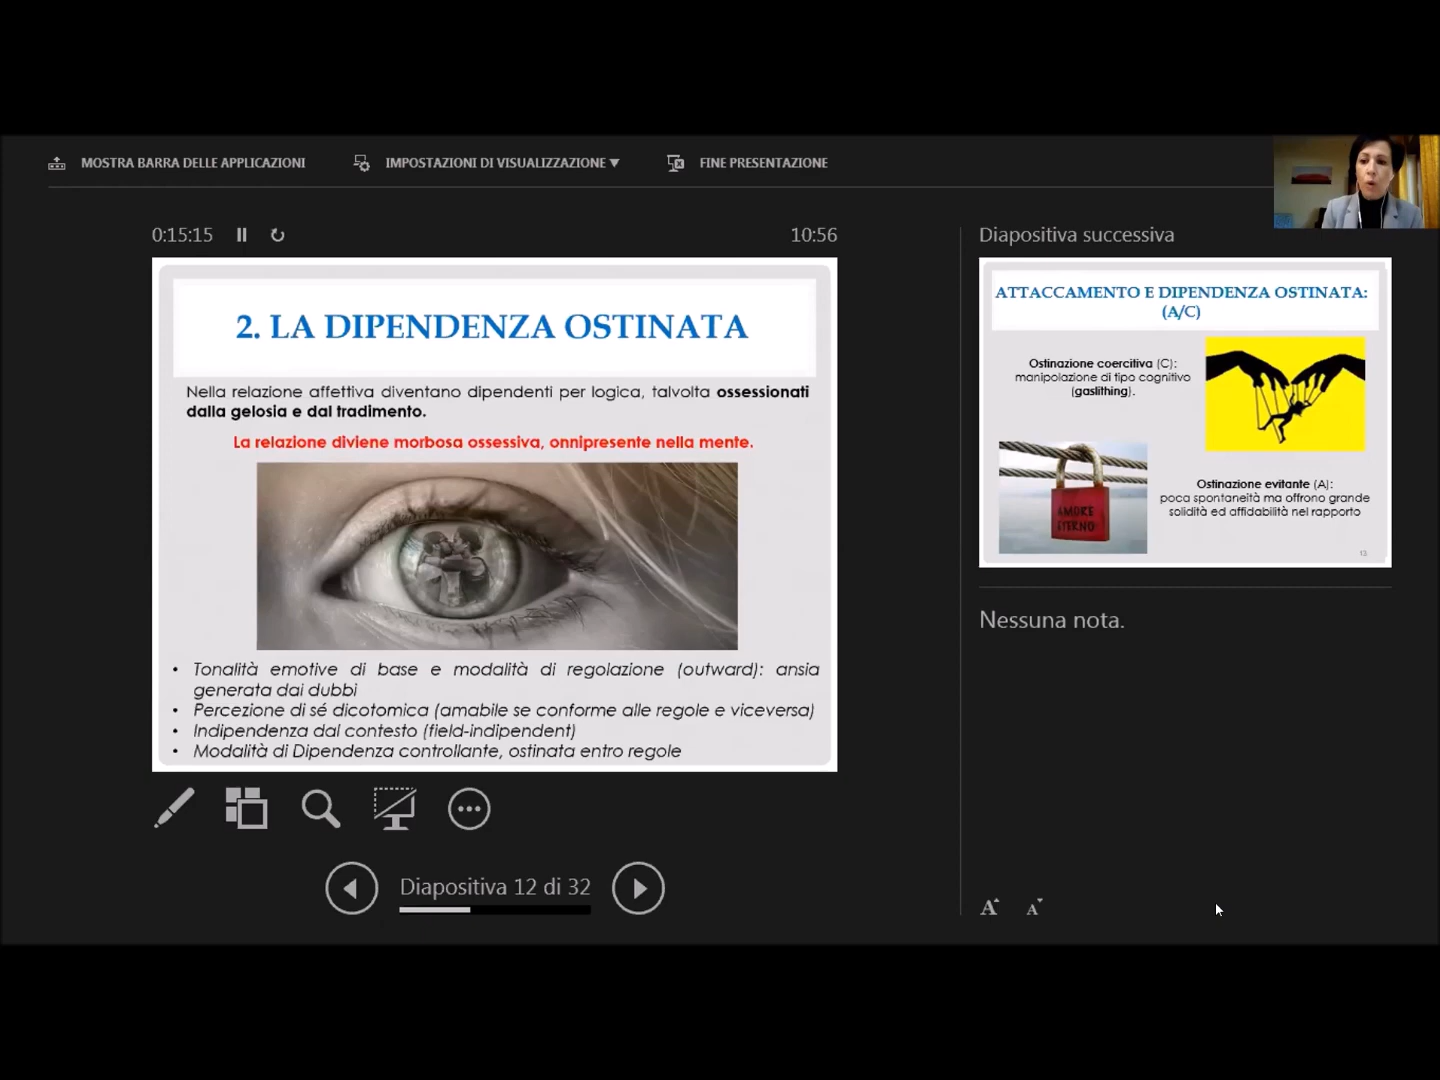 MOSTRA BARRA DELLE APPLICAZIONI
IMPOSTAZIONI DI VISUALIZZAZIONE ▼
FINE PRESENTAZIONE
0:15:15
10:56
2. LA DIPENDENZA OSTINATA
Nella relazione affettiva diventano dipendenti per logica, talvolta ossessionati
dalla gelosia e dal tradimento.
La relazione diviene morbosa ossessiva, onnipresente nella mente.
• Tonalità emotive di base e modalità di regolazione (outward): ansia
generata dai dubbi
• Percezione di sé dicotomica (amabile se conforme alle regole e viceversa)
• Indipendenza dal contesto (field-indipendent)
• Modalità di Dipendenza controllante, ostinata entro regole
Diapositiva 12 di 32
Diapositiva successiva
ATTACCAMENTO E DIPENDENZA OSTINATA:
(A/C)
Ostinazione coercitiva (C):
manipolazione di tipo cognitivo
(gaslithing).
AMORE
ETERNO
Ostinazione evitante (A):
poca spontaneità ma offrono grande
solidità ed affidabilità nel rapporto
13
Nessuna nota.
A A